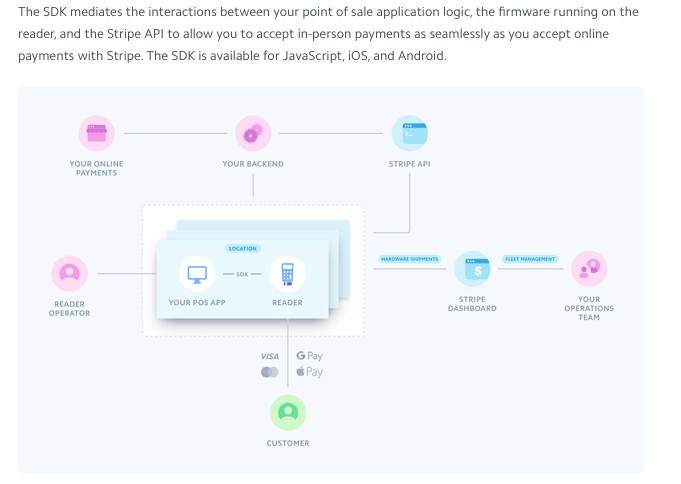 The SDK mediates the interactions between your point of sale application logic, the firmware running on the
reader, and the Stripe API to allow you to accept in-person payments as seamlessly as you accept online
payments with Stripe. The SDK is available for JavaScript, iOS, and Android.
YOUR ONLINE
PAYMENTS
YOUR BACKEND
STRIPE API
LOCATION
SDK
YOUR POS APP
READER
READER
OPERATOR
HARDWARE SHIPMENTS
FLEET MANAGEMENT
S
STRIPE
DASHBOARD
YOUR
OPERATIONS
TEAM
VISA
G Pay
Pay
CUSTOMER